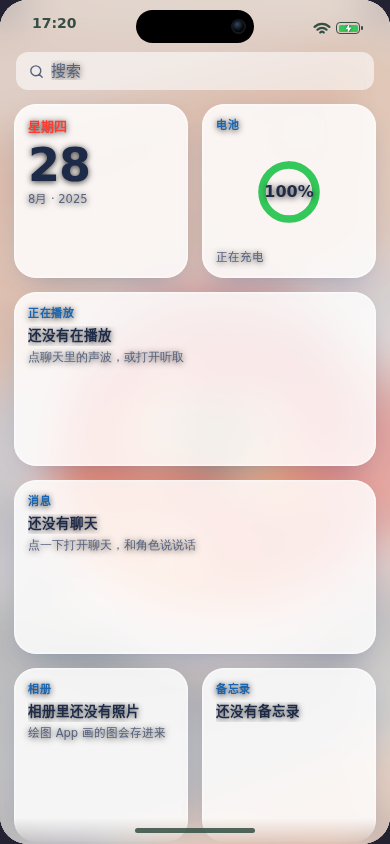 17:20
搜索
星期四
28
8月 · 2025
电池
100%
正在充电
正在播放
还没有在播放
点聊天里的声波，或打开听取
消息
还没有聊天
点一下打开聊天，和角色说说话
相册
相册里还没有照片
绘图 App 画的图会存进来
备忘录
还没有备忘录